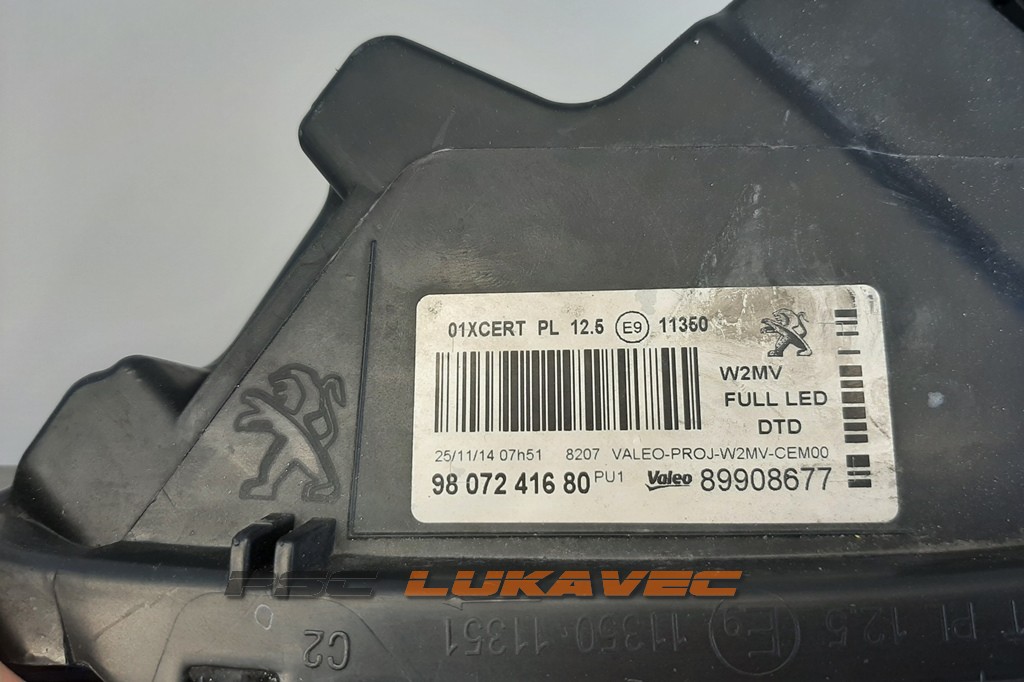 01XCERT PL 12.5 E9 11350
W2MV
FULL LED
DTD
25/11/14 07h51 8207 VALEO-PROJ-W2MV-CEM00
98 072 416 80 PU1 Valeo 89908677
PSC LUKAVEC
C2 11350 11351 E9 PL 12.5